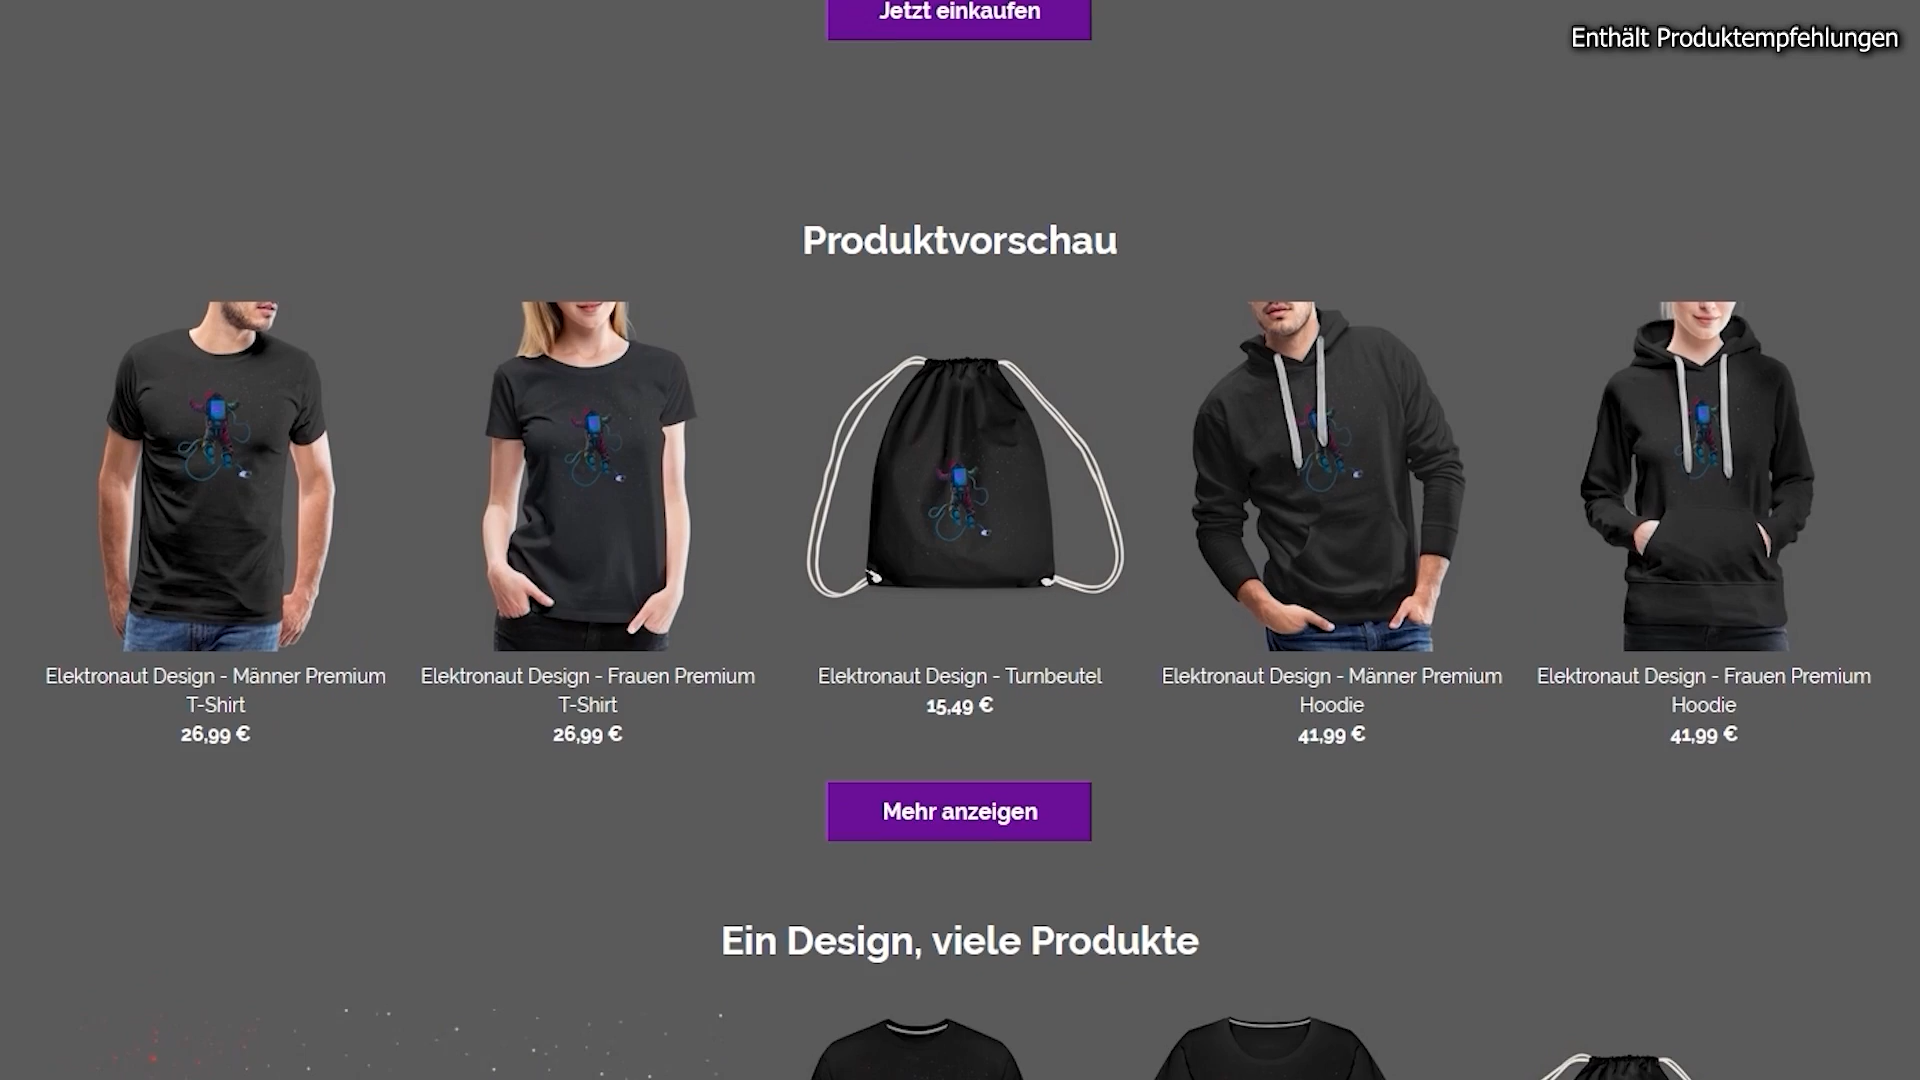 Jetzt einkaufen
Enthält Produktempfehlungen
Produktvorschau
Elektronaut Design - Männer Premium
T-Shirt
26,99 €
Elektronaut Design - Frauen Premium
T-Shirt
26,99 €
Elektronaut Design - Turnbeutel
15,49 €
Elektronaut Design - Männer Premium
Hoodie
41,99 €
Elektronaut Design - Frauen Premium
Hoodie
41,99 €
Mehr anzeigen
Ein Design, viele Produkte